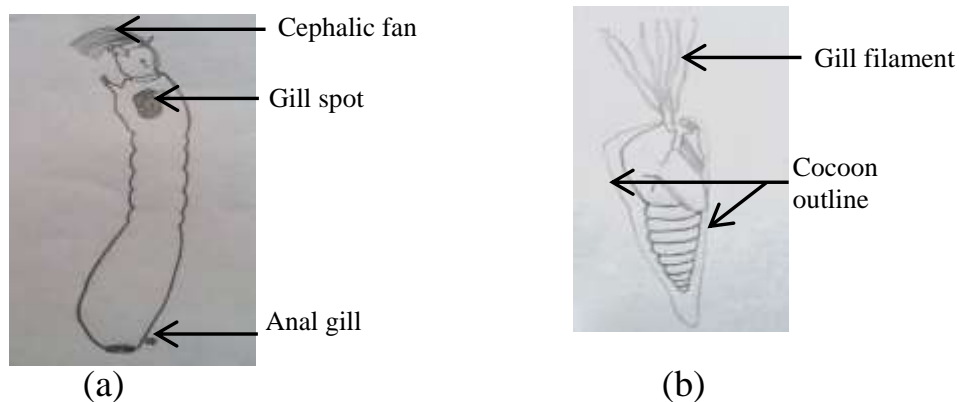 Cephalic fan
Gill filament
Gill spot
Cocoon
outline
Anal gill
(a)
(b)